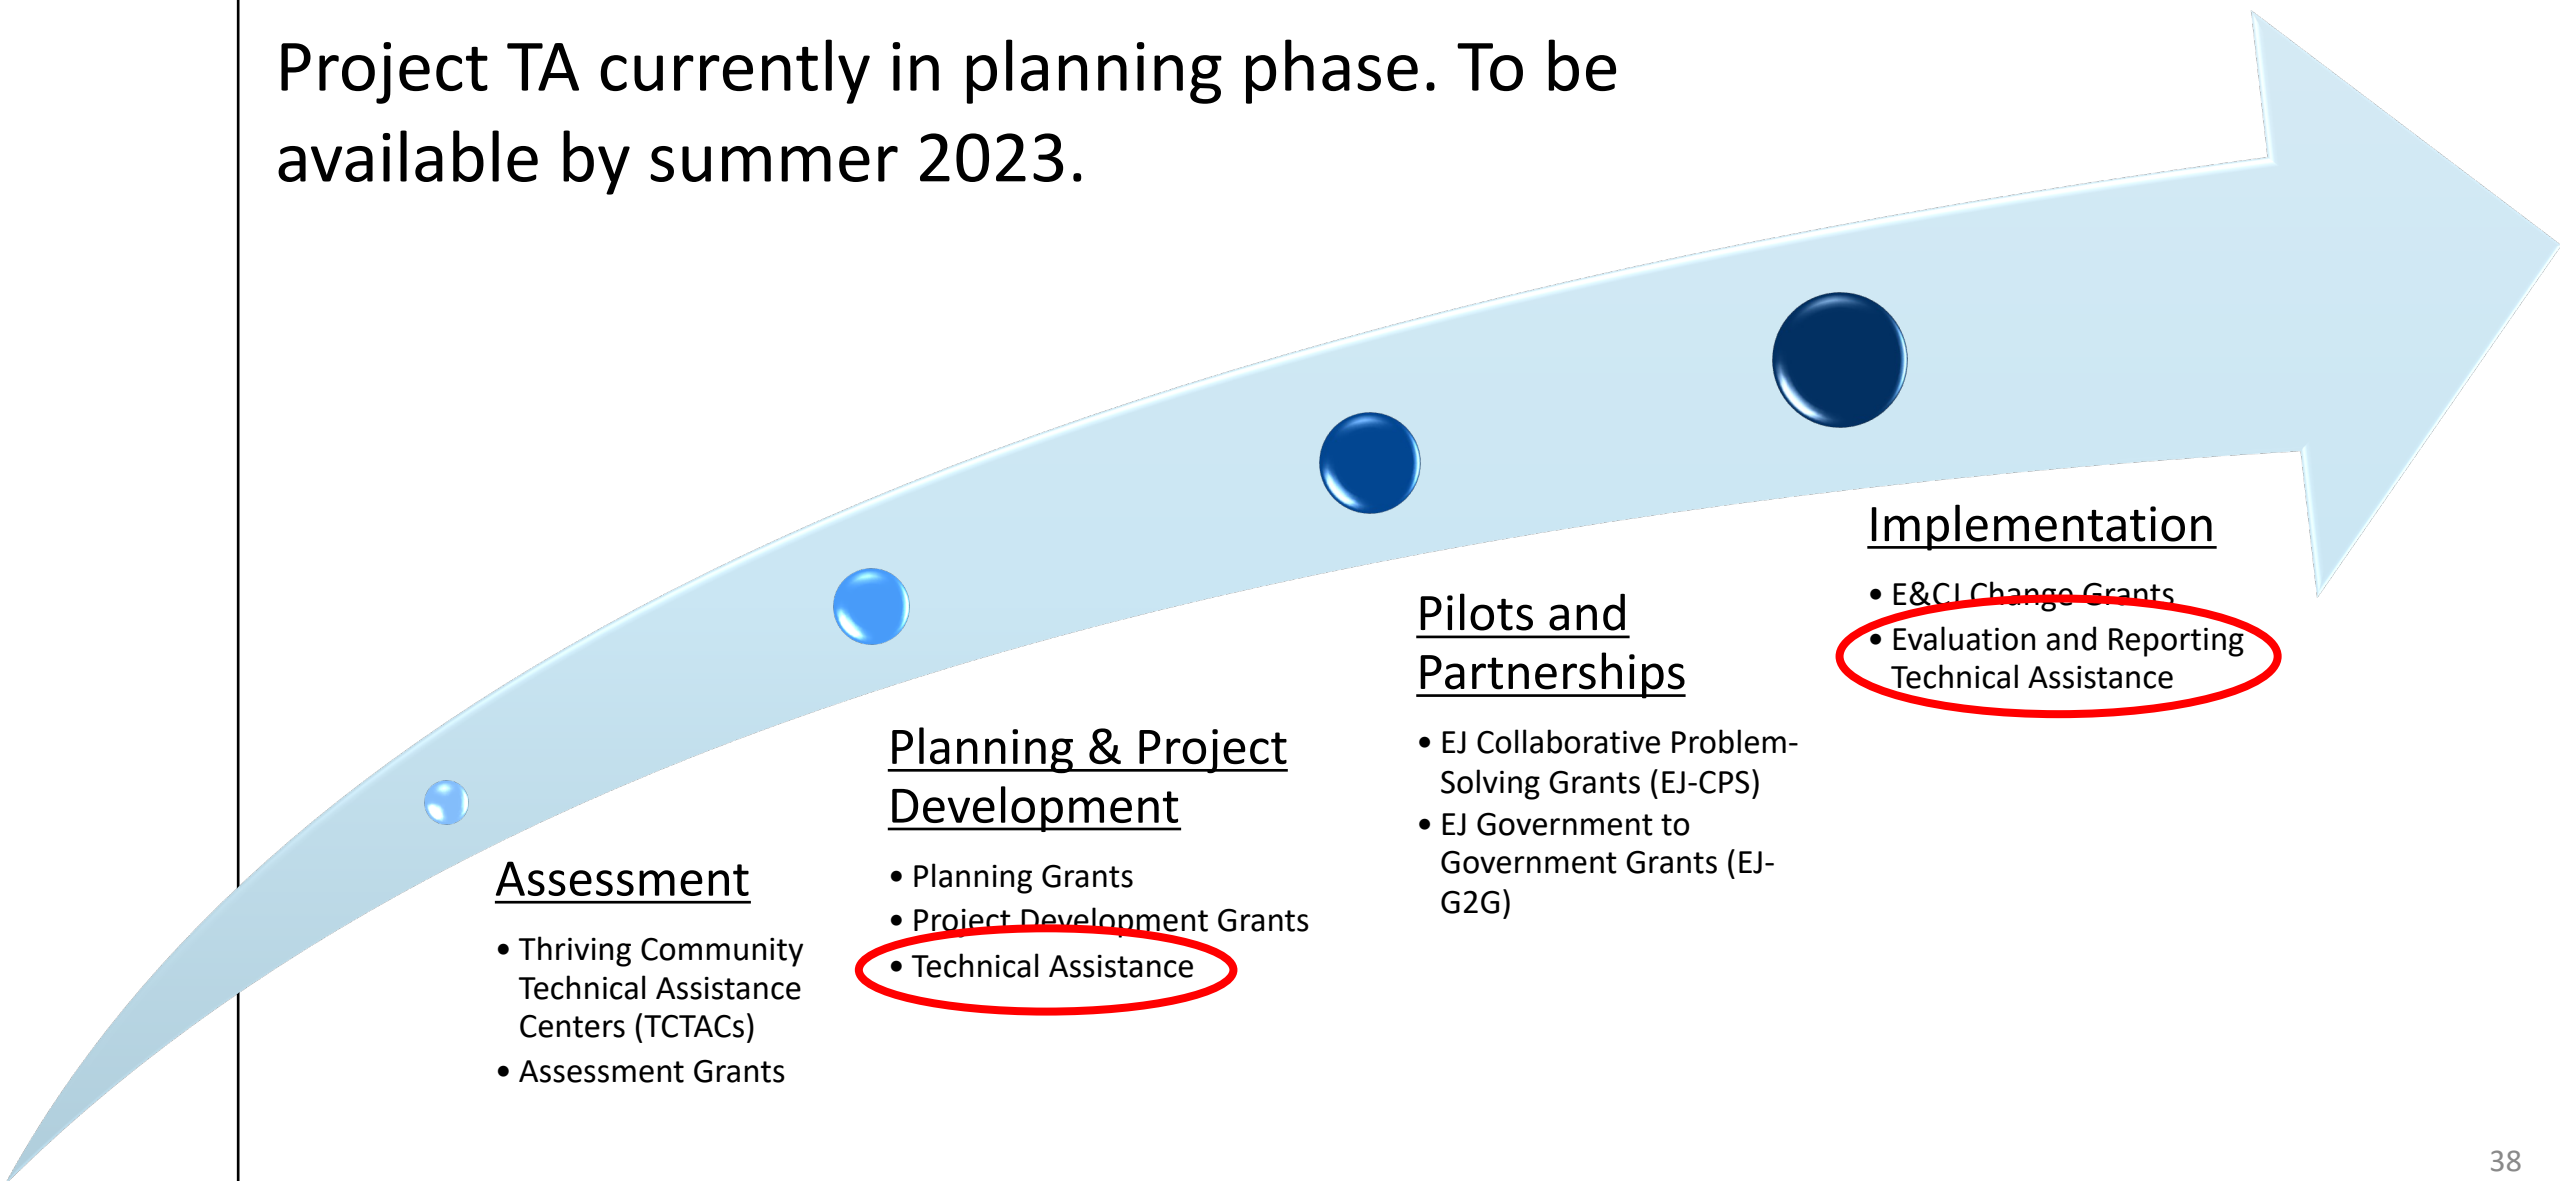 Project TA currently in planning phase. To be
available by summer 2023.
Assessment
• Thriving Community
Technical Assistance
Centers (TCTACs)
• Assessment Grants
Planning & Project
Development
• Planning Grants
• Project Development Grants
• Technical Assistance
Pilots and
Partnerships
• EJ Collaborative Problem-
Solving Grants (EJ-CPS)
• EJ Government to
Government Grants (EJ-
G2G)
Implementation
• E&CJ Change Grants
• Evaluation and Reporting
Technical Assistance
38